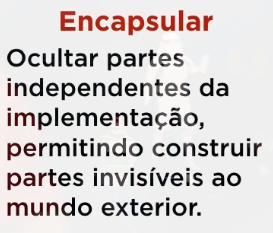 Encapsular
Ocultar partes
independentes da
implementação,
permitindo construir
partes invisíveis ao
mundo exterior.